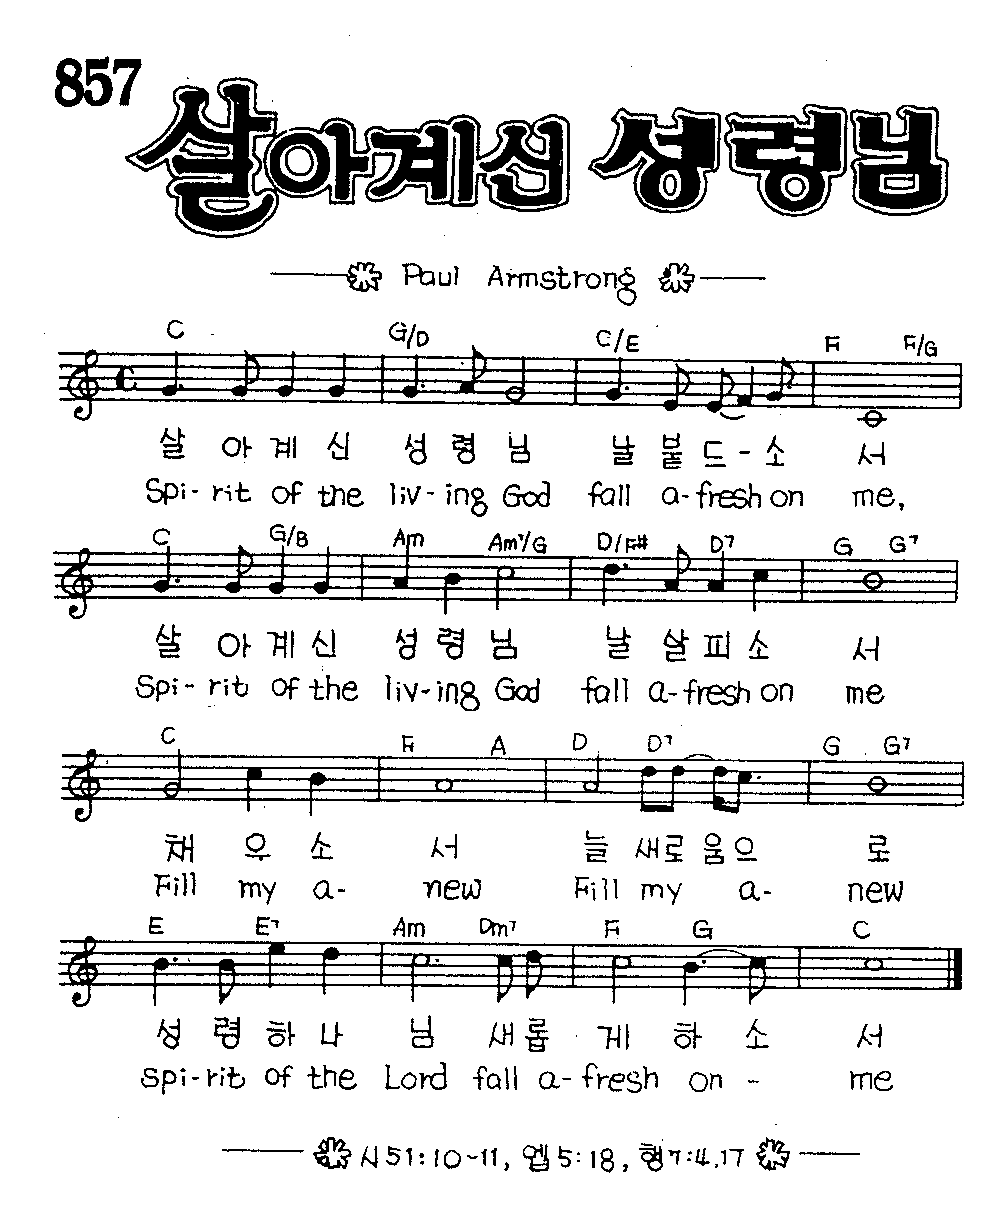 857
살아계신 성령님
Paul Armstrong
C G/D C/E F F/G
살 아 계 신 성 령 님 날 붙 드 - 소 서
Spi- rit of the liv- ing God fall a-fresh on me,
C G/B Am Am7/G D/F# D7 G G7
살 아 계 신 성 령 님 날 살 피 소 서
Spi- rit of the liv-ing God fall a-fresh on me
C F A D D7 G G7
채 우 소 서 늘 새로 움 으 로
Fill my a- new Fill my a- new
E E7 Am Dm7 F G C
성 령 하 나 님 새 롭 게 하 소 서
spi-rit of the Lord fall a-fresh on - me
시51:10-11, 엡5:18, 행7:4,17